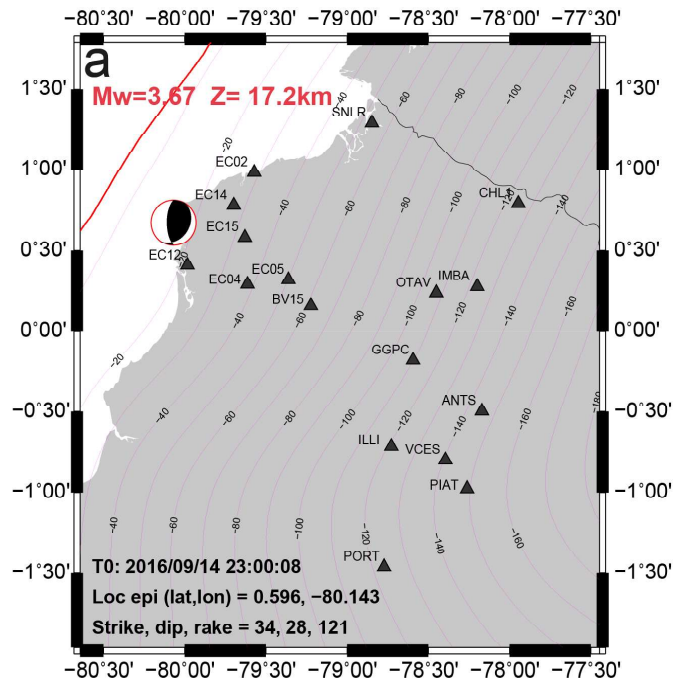 −80°30' −80°00' −79°30' −79°00' −78°30' −78°00' −77°30'
a
Mw=3.67 Z= 17.2km
1°30'
1°30'
−40
−60
−80
−100
−120
SNLR
−20
EC02
1°00'
1°00'
EC14
−40
−60
−80
−100
−120
CHL1
−140
EC15
0°30'
0°30'
EC12
EC04
EC05
BV15
OTAV
IMBA
−40
−60
−80
−100
−120
−140
−160
0°00'
0°00'
−20
GGPC
−0°30'
−0°30'
−40
−60
−80
−100
−120
ANTS
−140
−160
−180
ILLI
VCES
−1°00'
−1°00'
PIAT
−40
−60
−80
−100
−120
−140
−160
PORT
−1°30'
−1°30'
T0: 2016/09/14 23:00:08
Loc epi (lat,lon) = 0.596, −80.143
Strike, dip, rake = 34, 28, 121
−80°30' −80°00' −79°30' −79°00' −78°30' −78°00' −77°30'